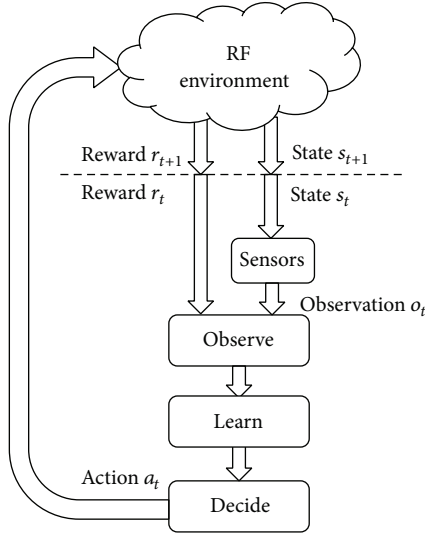 RF
environment
Reward r_{t+1}
State s_{t+1}
Reward r_t
State s_t
Sensors
Observation o_t
Observe
Learn
Action a_t
Decide